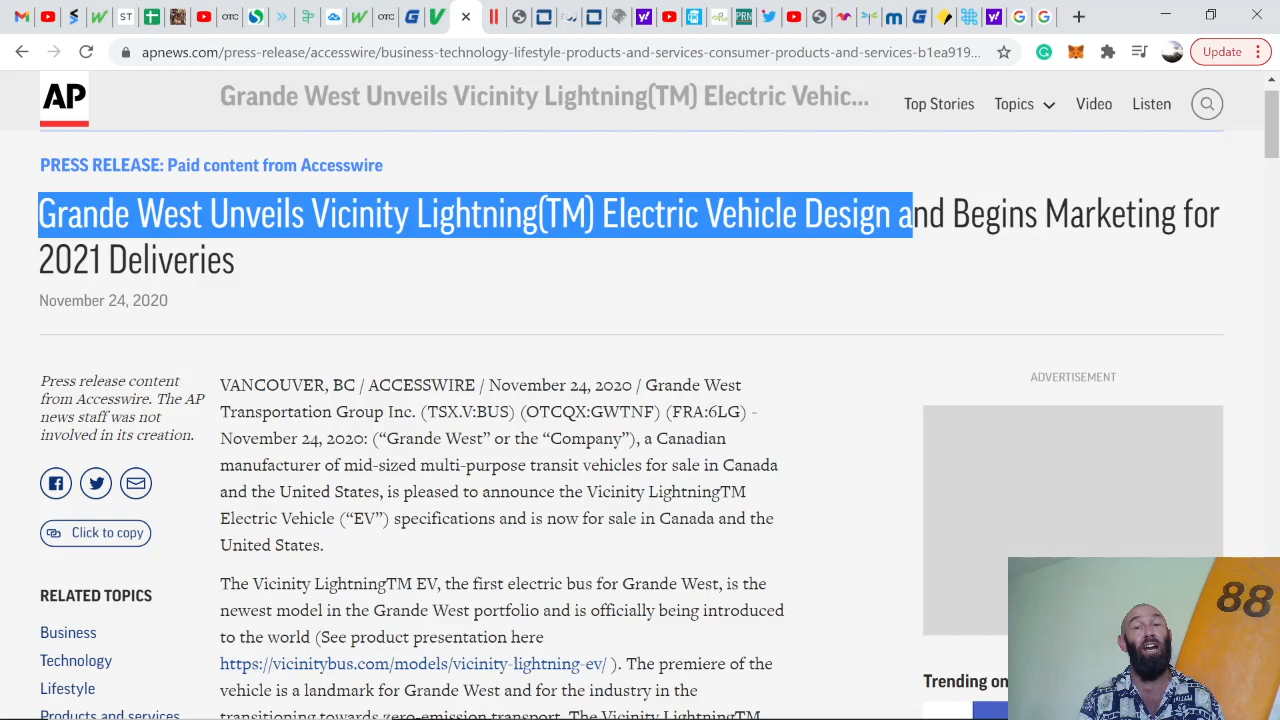 apnews.com/press-release/accesswire/business-technology-lifestyle-products-and-services-consumer-products-and-services-b1ea919...
Update
AP
Grande West Unveils Vicinity Lightning(TM) Electric Vehic...
Top Stories
Topics
Video
Listen
PRESS RELEASE: Paid content from Accesswire
Grande West Unveils Vicinity Lightning(TM) Electric Vehicle Design and Begins Marketing for
2021 Deliveries
November 24, 2020
Press release content
from Accesswire. The AP
news staff was not
involved in its creation.
Click to copy
RELATED TOPICS
Business
Technology
Lifestyle
Products and services
VANCOUVER, BC / ACCESSWIRE / November 24, 2020 / Grande West
Transportation Group Inc. (TSX.V:BUS) (OTCQX:GWTNF) (FRA:6LG) -
November 24, 2020: (“Grande West” or the “Company”), a Canadian
manufacturer of mid-sized multi-purpose transit vehicles for sale in Canada
and the United States, is pleased to announce the Vicinity LightningTM
Electric Vehicle (“EV”) specifications and is now for sale in Canada and the
United States.
The Vicinity LightningTM EV, the first electric bus for Grande West, is the
newest model in the Grande West portfolio and is officially being introduced
to the world (See product presentation here
https://vicinitybus.com/models/vicinity-lightning-ev/ ). The premiere of the
vehicle is a landmark for Grande West and for the industry in the
transitioning towards zero-emission transport. The Vicinity LightningTM
ADVERTISEMENT
Trending on
88